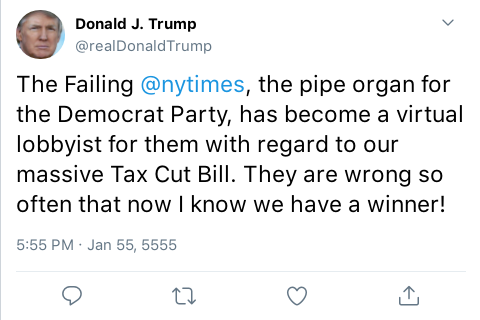 Donald J. Trump
@realDonaldTrump
The Failing @nytimes, the pipe organ for
the Democrat Party, has become a virtual
lobbyist for them with regard to our
massive Tax Cut Bill. They are wrong so
often that now I know we have a winner!
5:55 PM · Jan 55, 5555